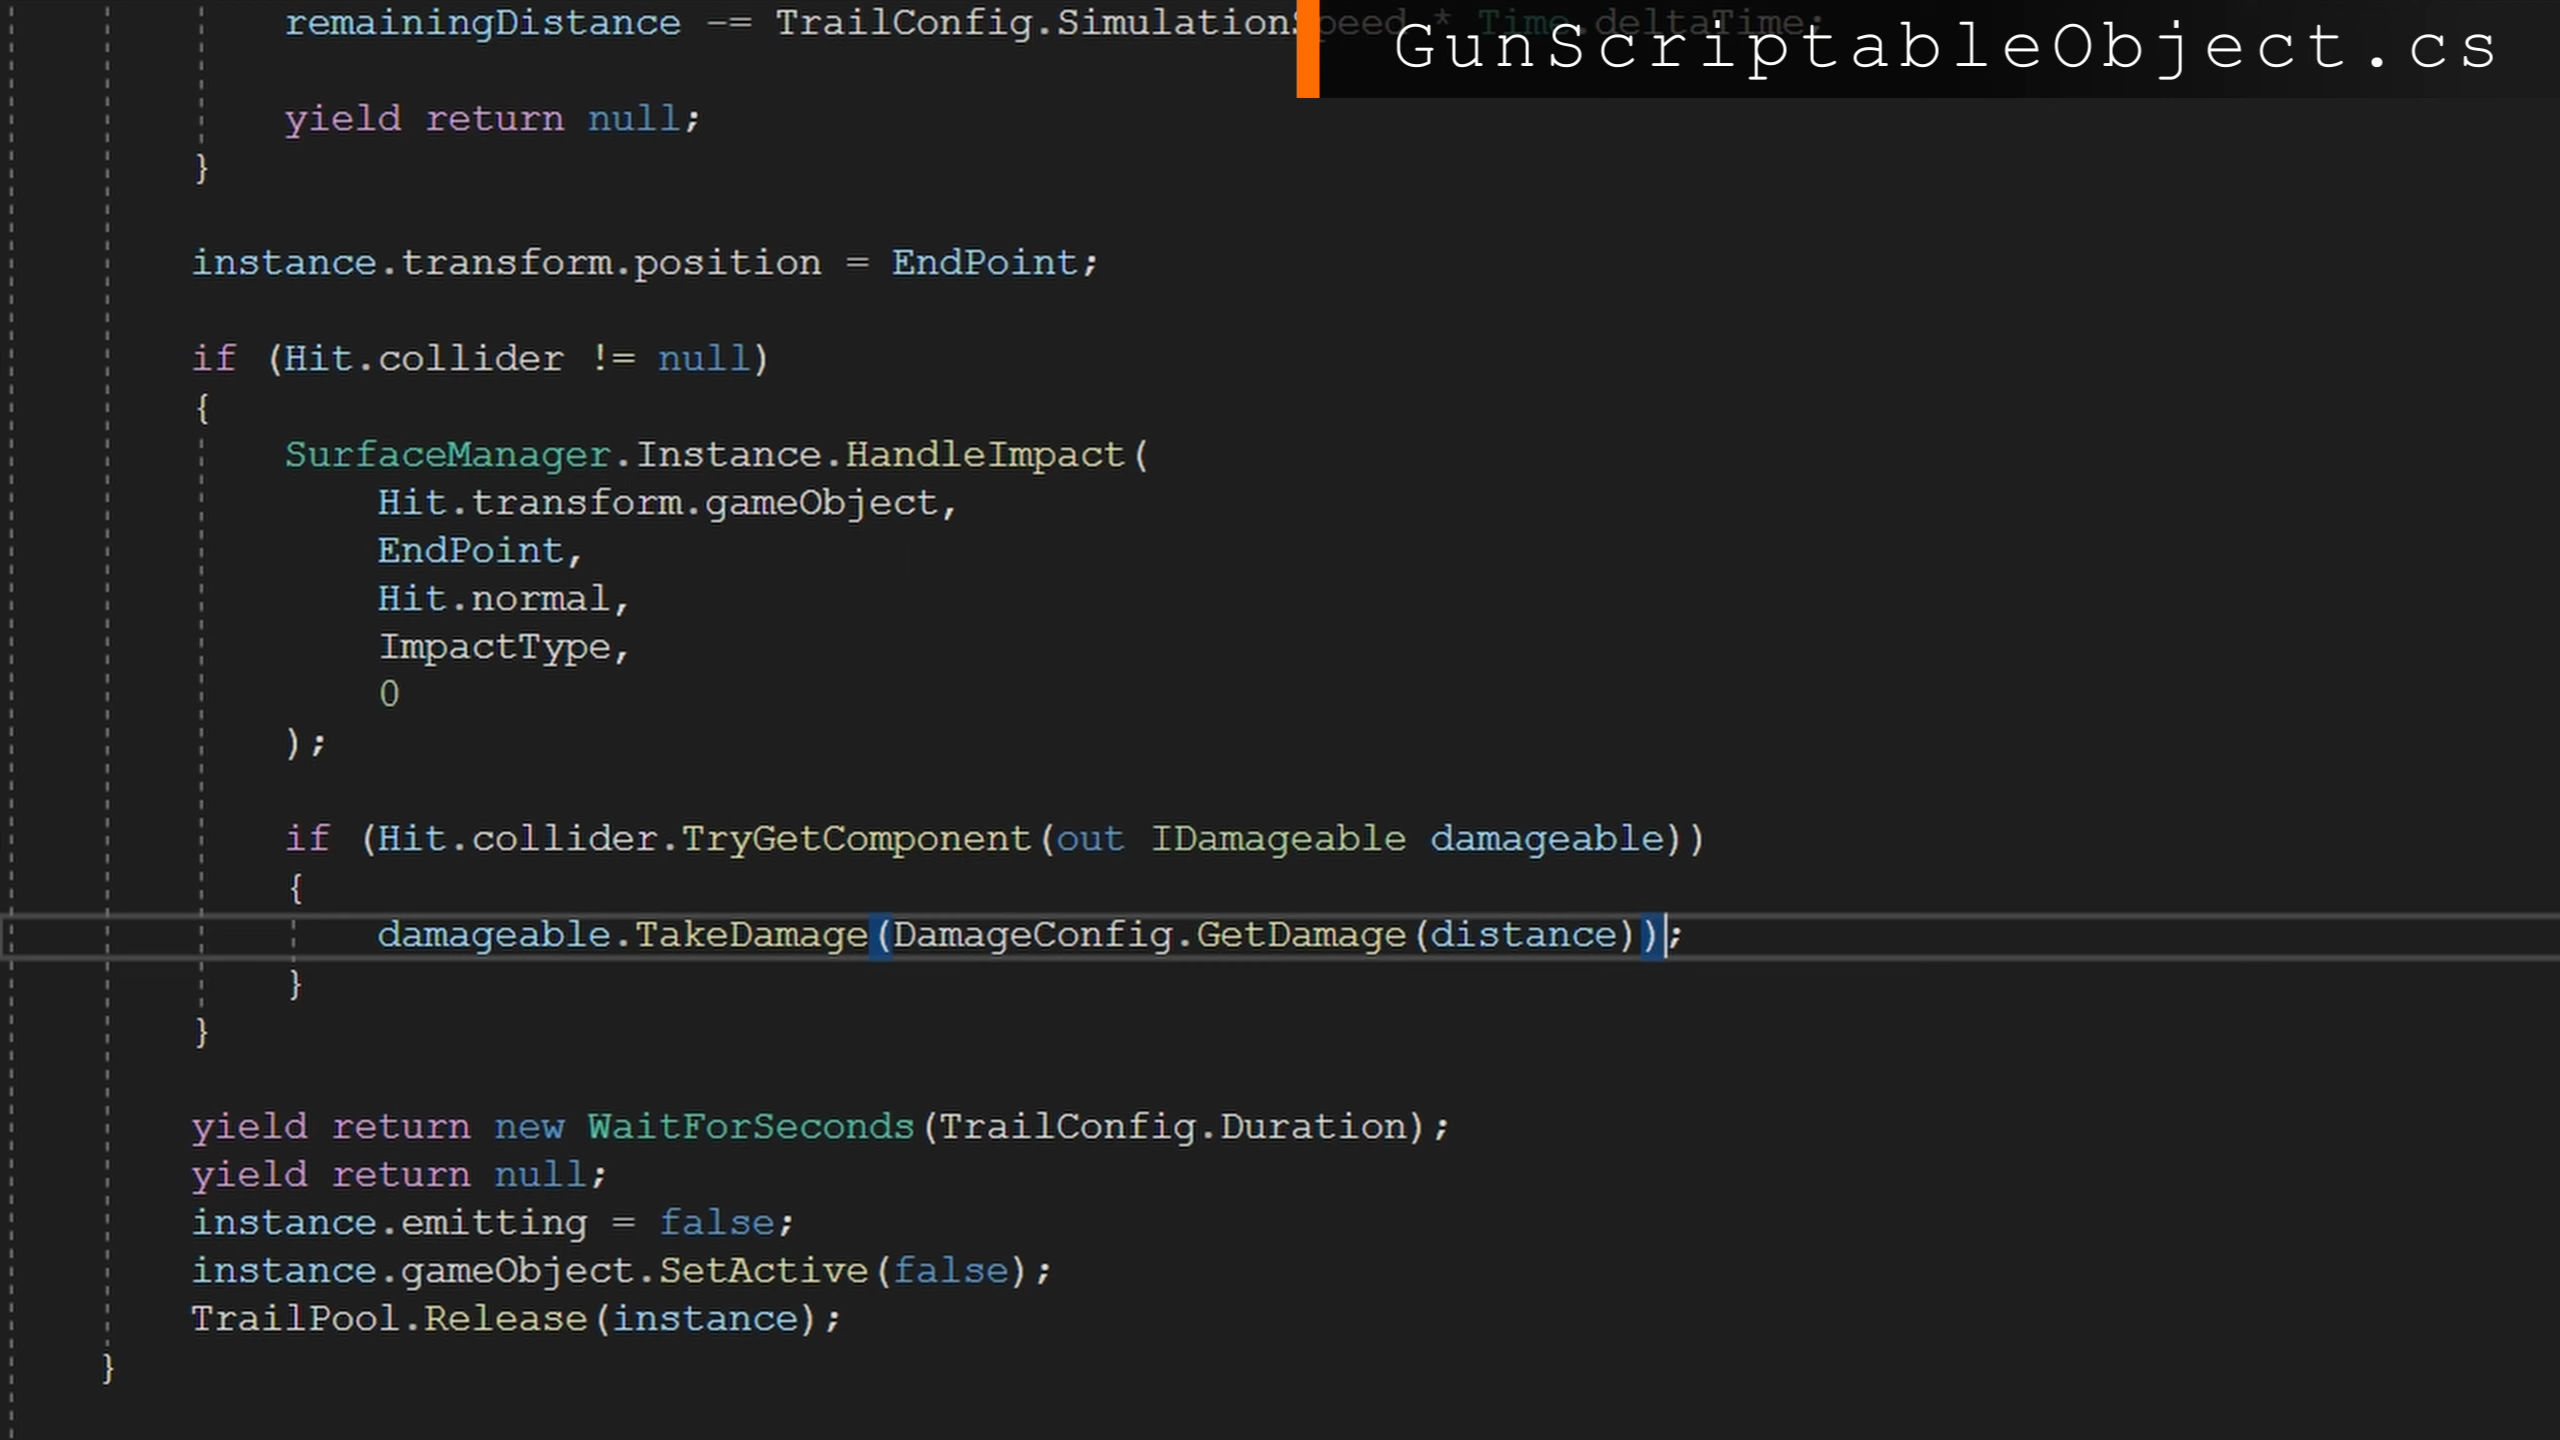 remainingDistance -= TrailConfig.SimulationSpeed * Time.deltaTime;
GunScriptableObject.cs
yield return null;
}
instance.transform.position = EndPoint;
if (Hit.collider != null)
{
SurfaceManager.Instance.HandleImpact(
Hit.transform.gameObject,
EndPoint,
Hit.normal,
ImpactType,
0
);
if (Hit.collider.TryGetComponent(out IDamageable damageable))
{
damageable.TakeDamage(DamageConfig.GetDamage(distance));
}
}
yield return new WaitForSeconds(TrailConfig.Duration);
yield return null;
instance.emitting = false;
instance.gameObject.SetActive(false);
TrailPool.Release(instance);
}